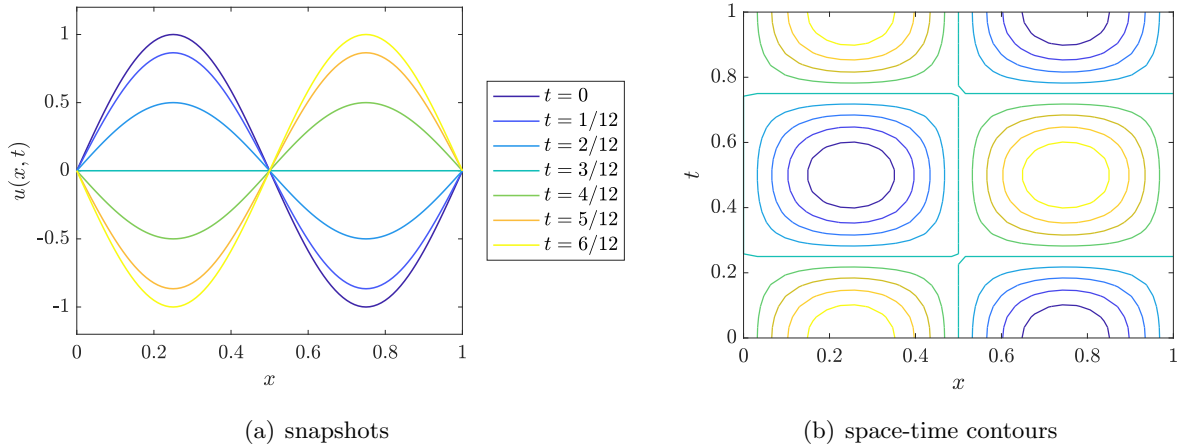 1
0.5
0
-0.5
-1
u(x, t)
0
0.2
0.4
0.6
0.8
1
x
t = 0
t = 1/12
t = 2/12
t = 3/12
t = 4/12
t = 5/12
t = 6/12
(a) snapshots
1
0.8
0.6
0.4
0.2
0
t
0
0.2
0.4
0.6
0.8
1
x
(b) space-time contours